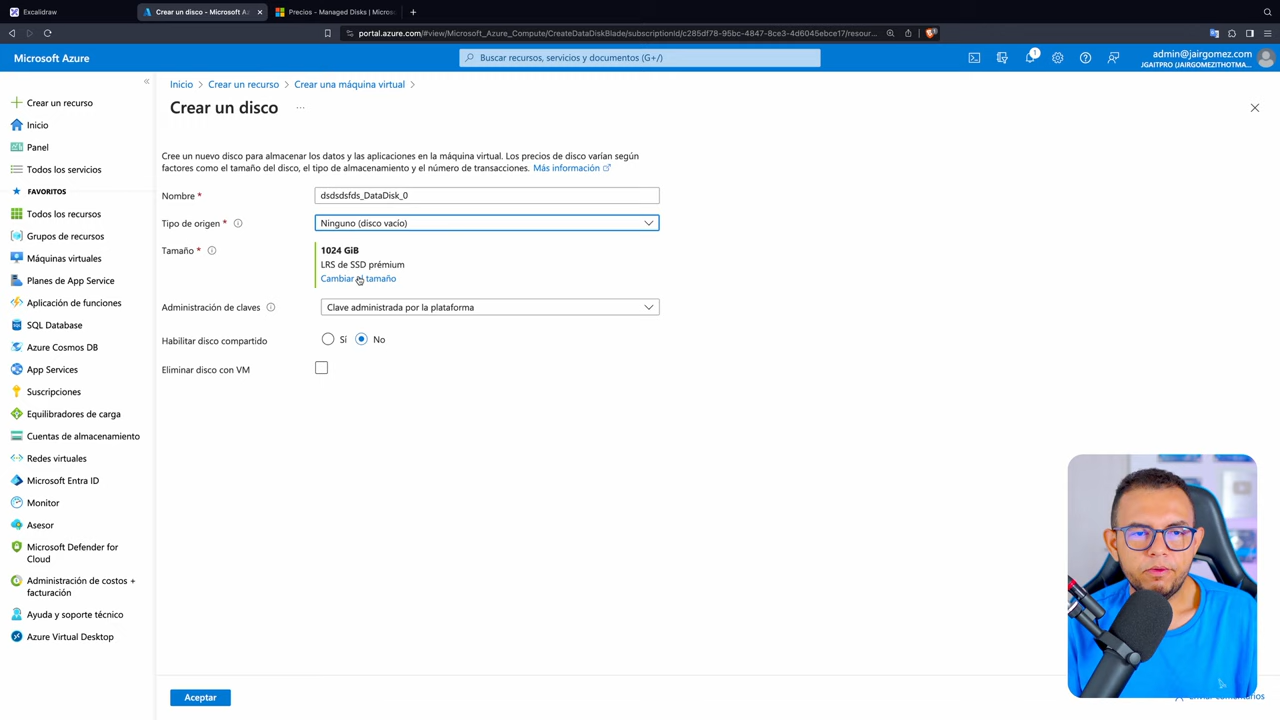 Excalidraw
Crear un disco - Microsoft A
Precios - Managed Disks | Micros
portal.azure.com/#view/Microsoft_Azure_Compute/CreateDataDiskBlade/subscriptionId/c285df78-95bc-4847-8ce3-4d6045ebce17/resour...
Microsoft Azure
Buscar recursos, servicios y documentos (G+/)
1
admin@jairgomez.com
JGAITPRO (JAIRGOMEZITHOTMA...
Inicio > Crear un recurso > Crear una máquina virtual >
Crear un disco ...
Crear un recurso
Inicio
Panel
Todos los servicios
FAVORITOS
Todos los recursos
Grupos de recursos
Máquinas virtuales
Planes de App Service
Aplicación de funciones
SQL Database
Azure Cosmos DB
App Services
Suscripciones
Equilibradores de carga
Cuentas de almacenamiento
Redes virtuales
Microsoft Entra ID
Monitor
Asesor
Microsoft Defender for
Cloud
Administración de costos +
facturación
Ayuda y soporte técnico
Azure Virtual Desktop
Cree un nuevo disco para almacenar los datos y las aplicaciones en la máquina virtual. Los precios de disco varían según
factores como el tamaño del disco, el tipo de almacenamiento y el número de transacciones. Más información
Nombre * dsdsdsfds_DataDisk_0
Tipo de origen * Ninguno (disco vacío)
Tamaño * 1024 GiB
LRS de SSD prémium
Cambiar el tamaño
Administración de claves Clave administrada por la plataforma
Habilitar disco compartido Sí No
Eliminar disco con VM
Aceptar